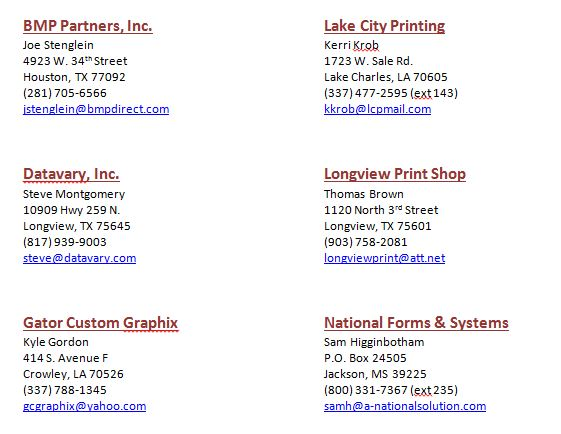 BMP Partners, Inc.
Joe Stenglein
4923 W. 34th Street
Houston, TX 77092
(281) 705-6566
jstenglein@bmpdirect.com
Lake City Printing
Kerri Krob
1723 W. Sale Rd.
Lake Charles, LA 70605
(337) 477-2595 (ext 143)
kkrob@lcpmail.com
Datavary, Inc.
Steve Montgomery
10909 Hwy 259 N.
Longview, TX 75645
(817) 939-9003
steve@datavary.com
Longview Print Shop
Thomas Brown
1120 North 3rd Street
Longview, TX 75601
(903) 758-2081
longviewprint@att.net
Gator Custom Graphix
Kyle Gordon
414 S. Avenue F
Crowley, LA 70526
(337) 788-1345
gcgraphix@yahoo.com
National Forms & Systems
Sam Higginbotham
P.O. Box 24505
Jackson, MS 39225
(800) 331-7367 (ext 235)
samh@a-nationalsolution.com